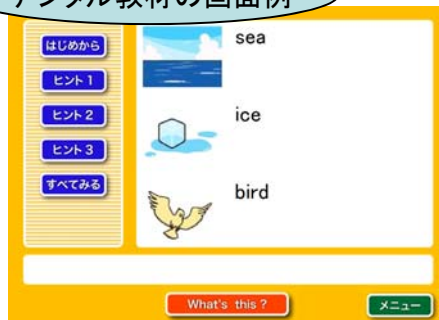 デジタル教材の画面例
はじめから
ヒント1
ヒント2
ヒント3
すべてみる
sea
ice
bird
What's this?
メニュー